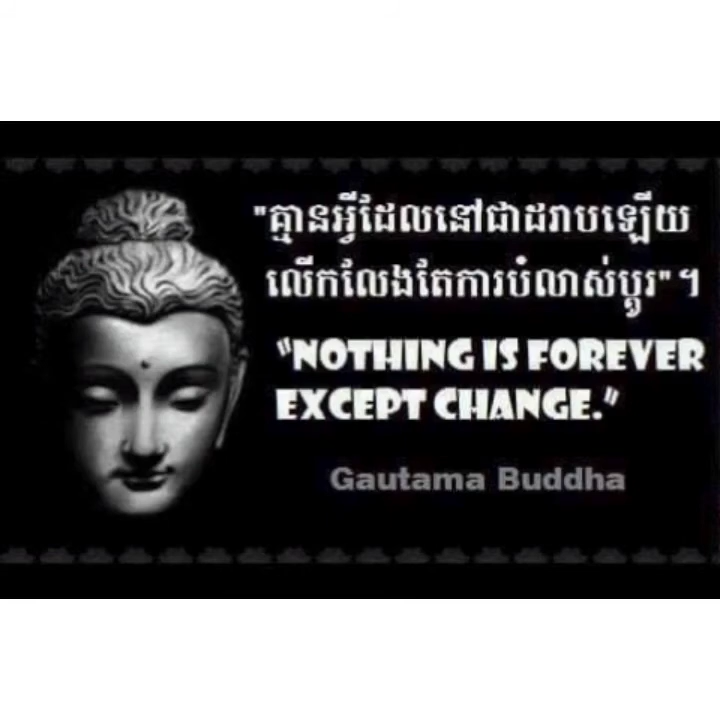 "គ្មានអ្វីដែលនៅជាដរាបឡើយ
លើកលែងតែការបំលាស់ប្តូរ" ។
"NOTHING IS FOREVER
EXCEPT CHANGE."
Gautama Buddha